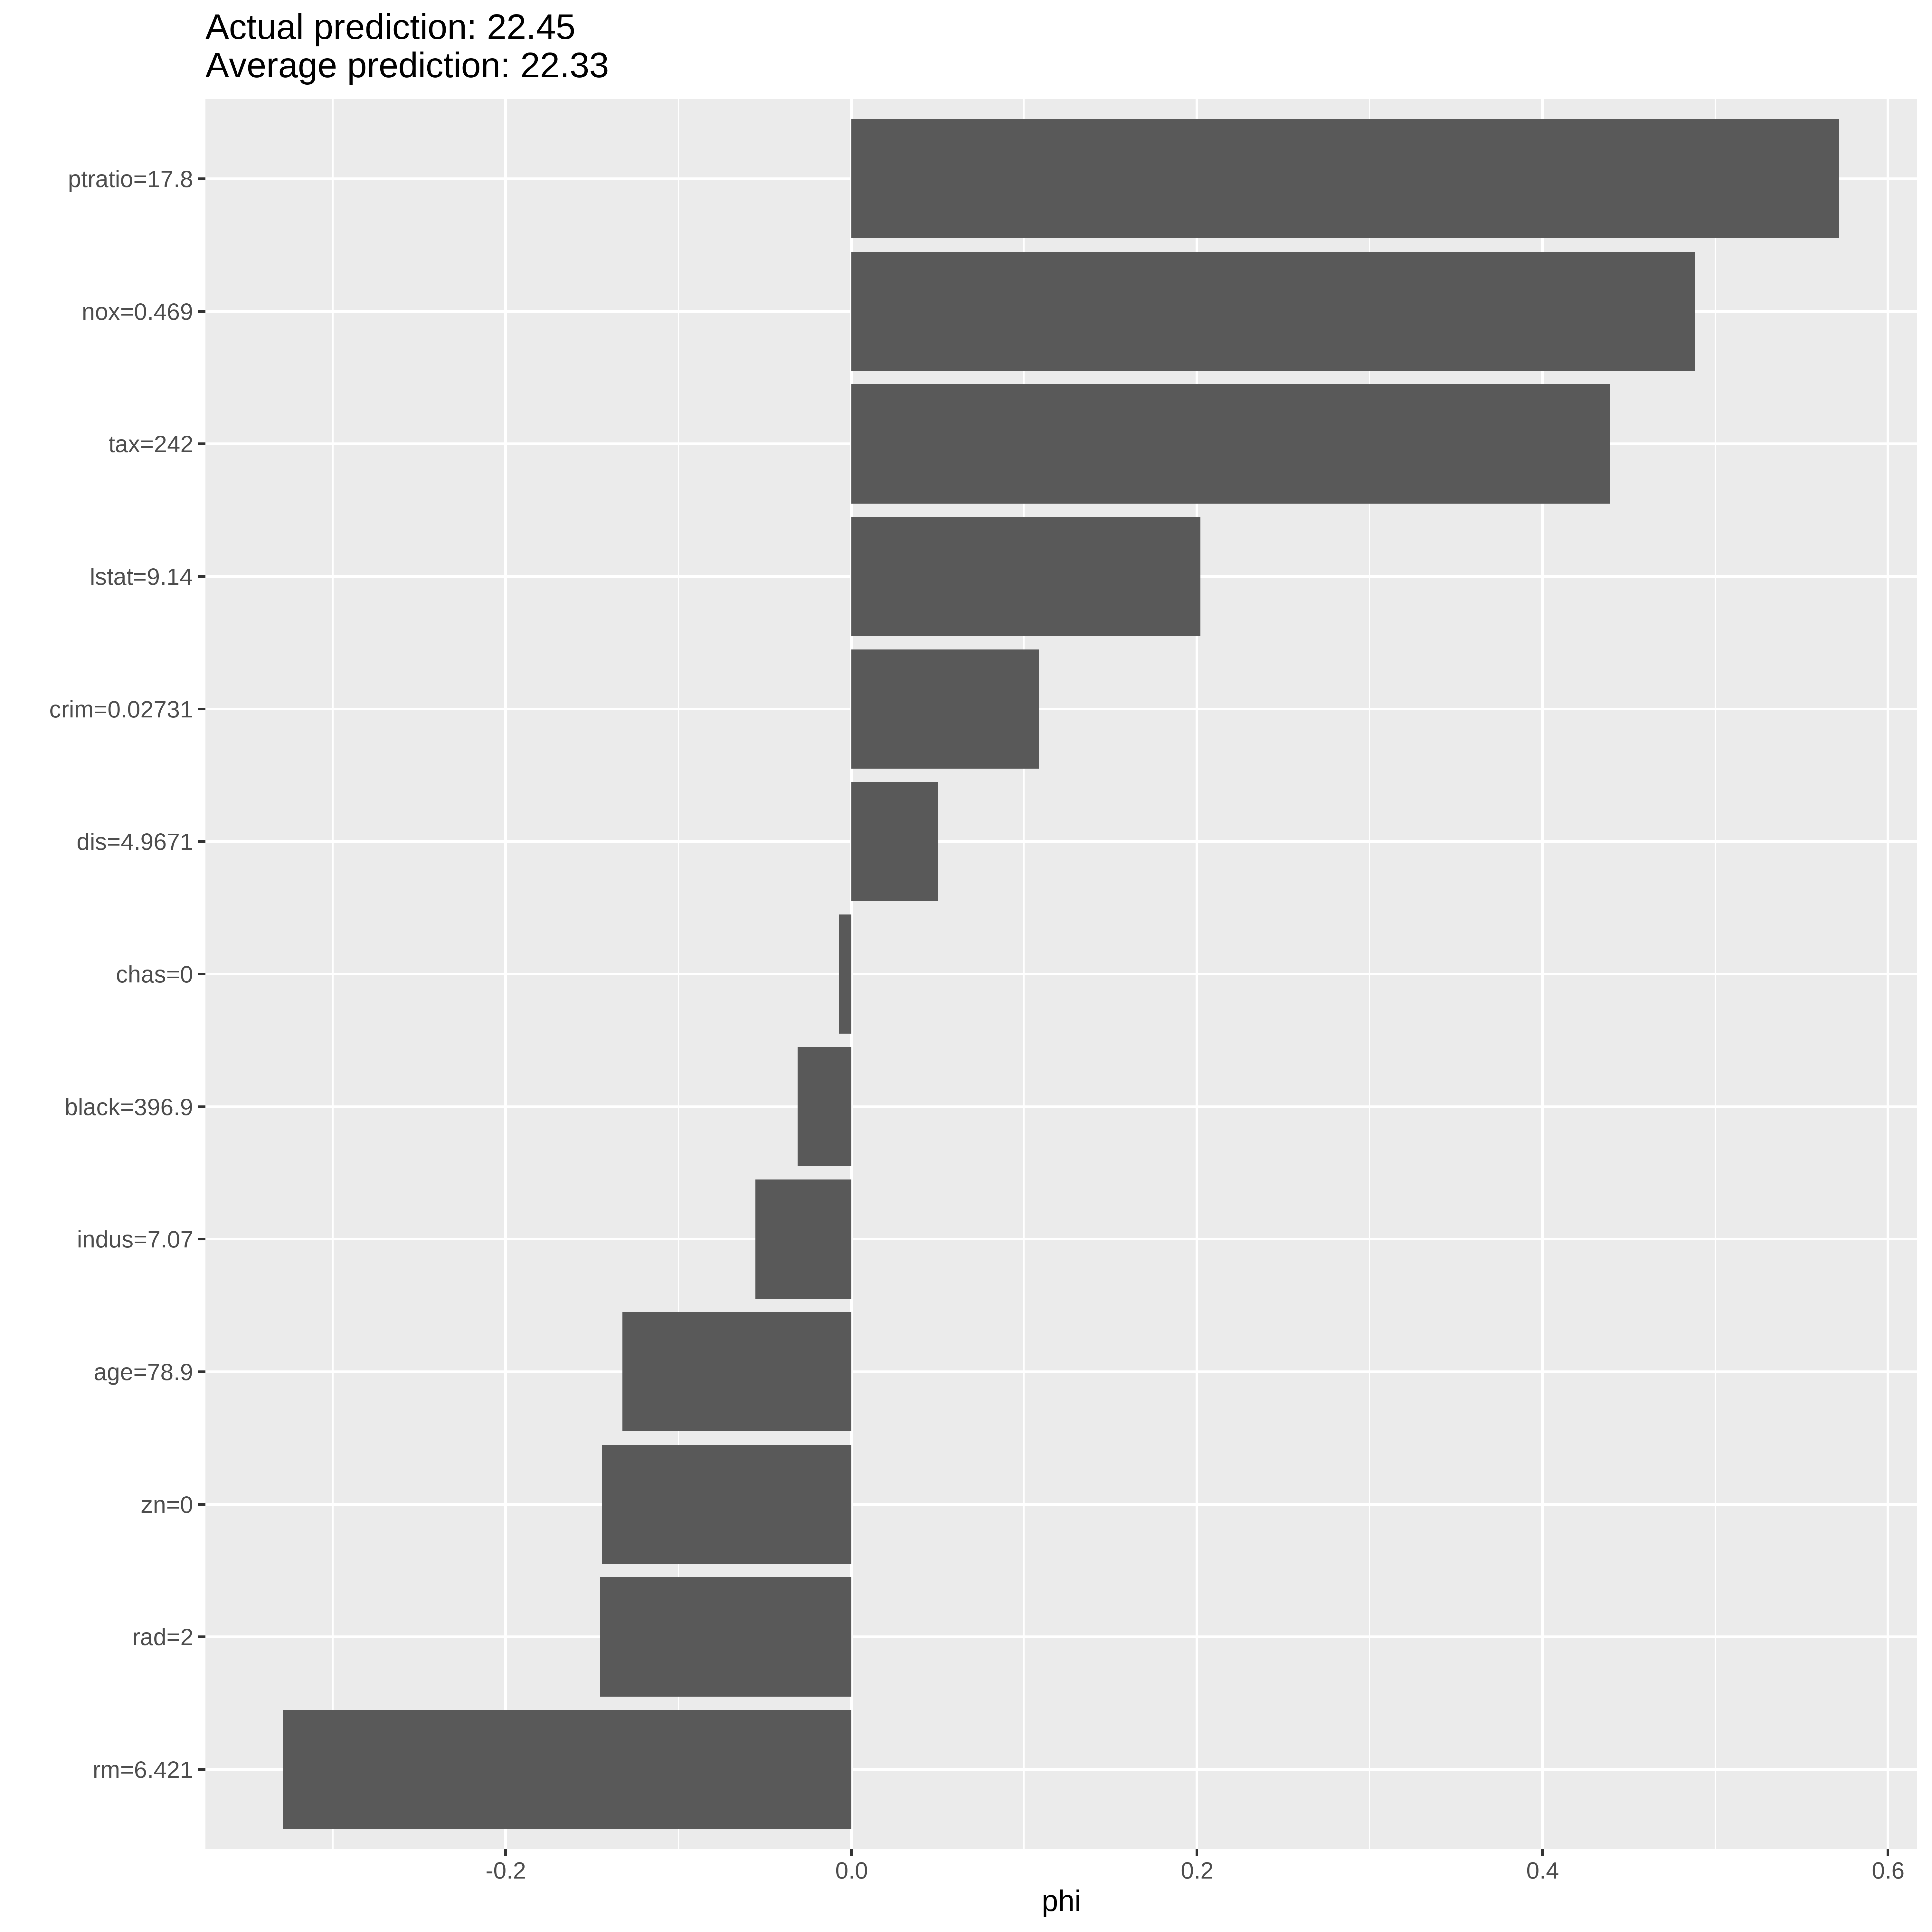 Actual prediction: 22.45
Average prediction: 22.33
ptratio=17.8
nox=0.469
tax=242
lstat=9.14
crim=0.02731
dis=4.9671
chas=0
black=396.9
indus=7.07
age=78.9
zn=0
rad=2
rm=6.421
-0.2 0.0 0.2 0.4 0.6
phi